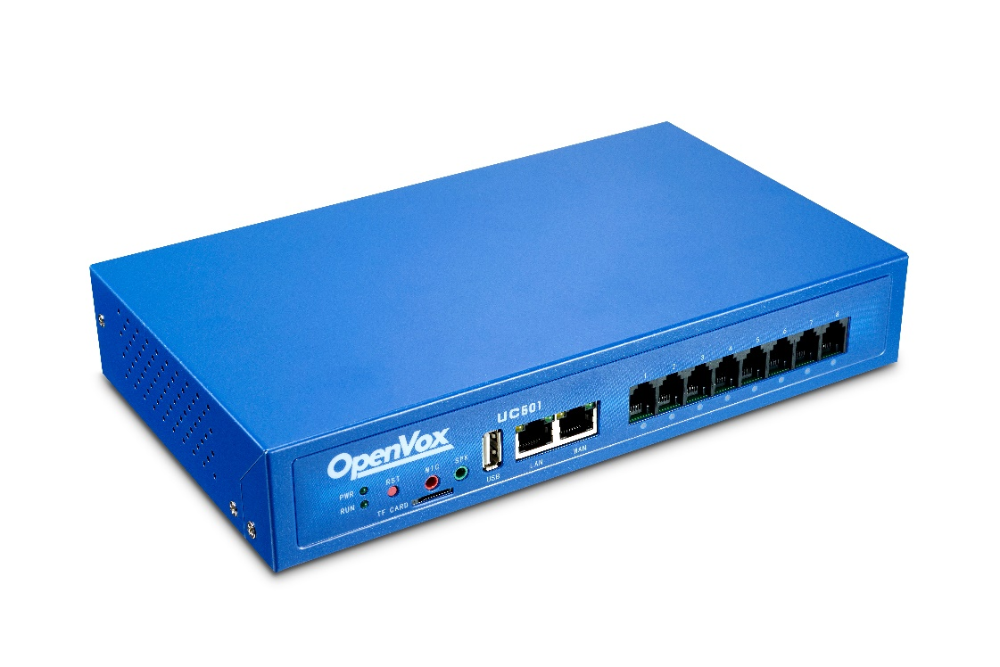 UC501
OpenVox
PWR
RUN
RST
MIC
SPK
TF CARD
USB
LAN
WAN
1 2 3 4 5 6 7 8